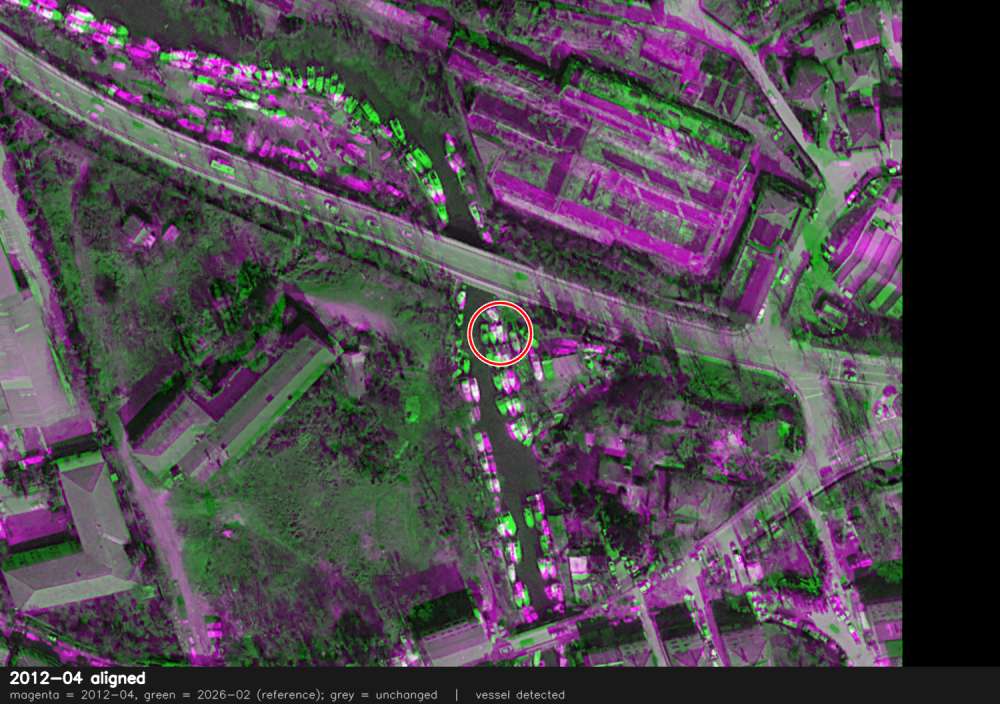 2012-04 aligned
magenta = 2012-04, green = 2026-02 (reference); grey = unchanged | vessel detected